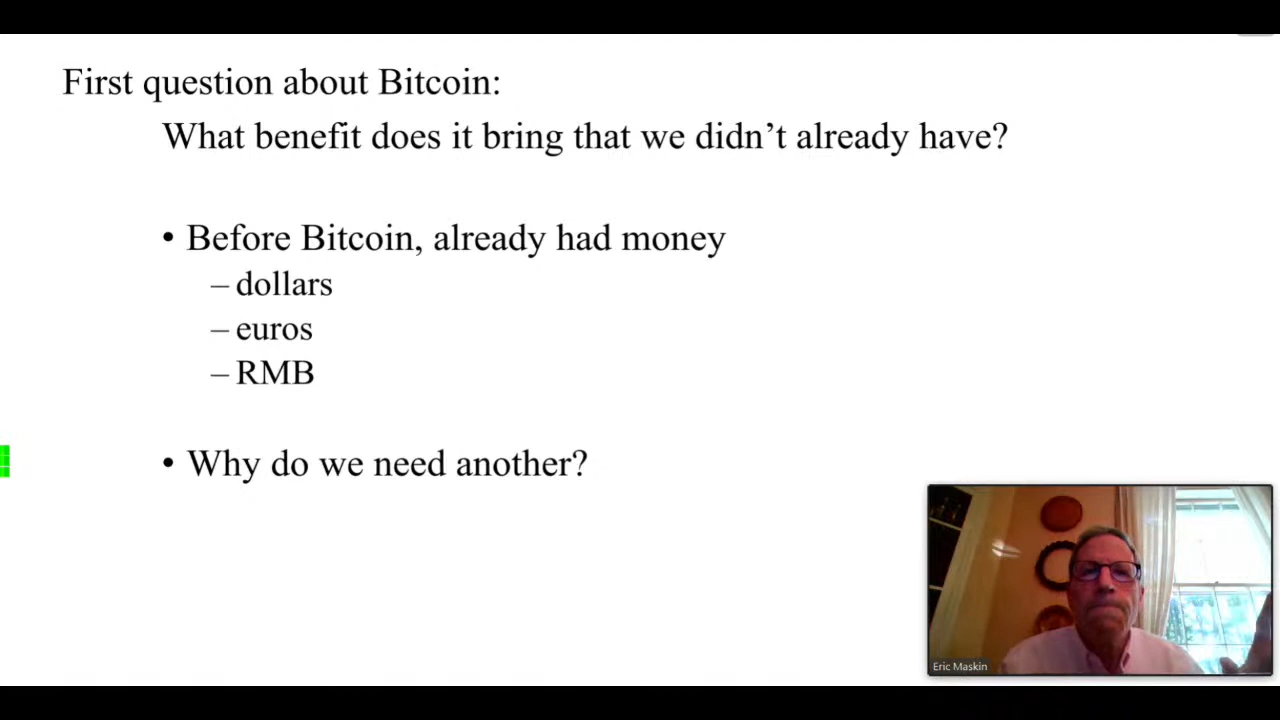 First question about Bitcoin:
What benefit does it bring that we didn’t already have?
• Before Bitcoin, already had money
– dollars
– euros
– RMB
• Why do we need another?
Eric Maskin